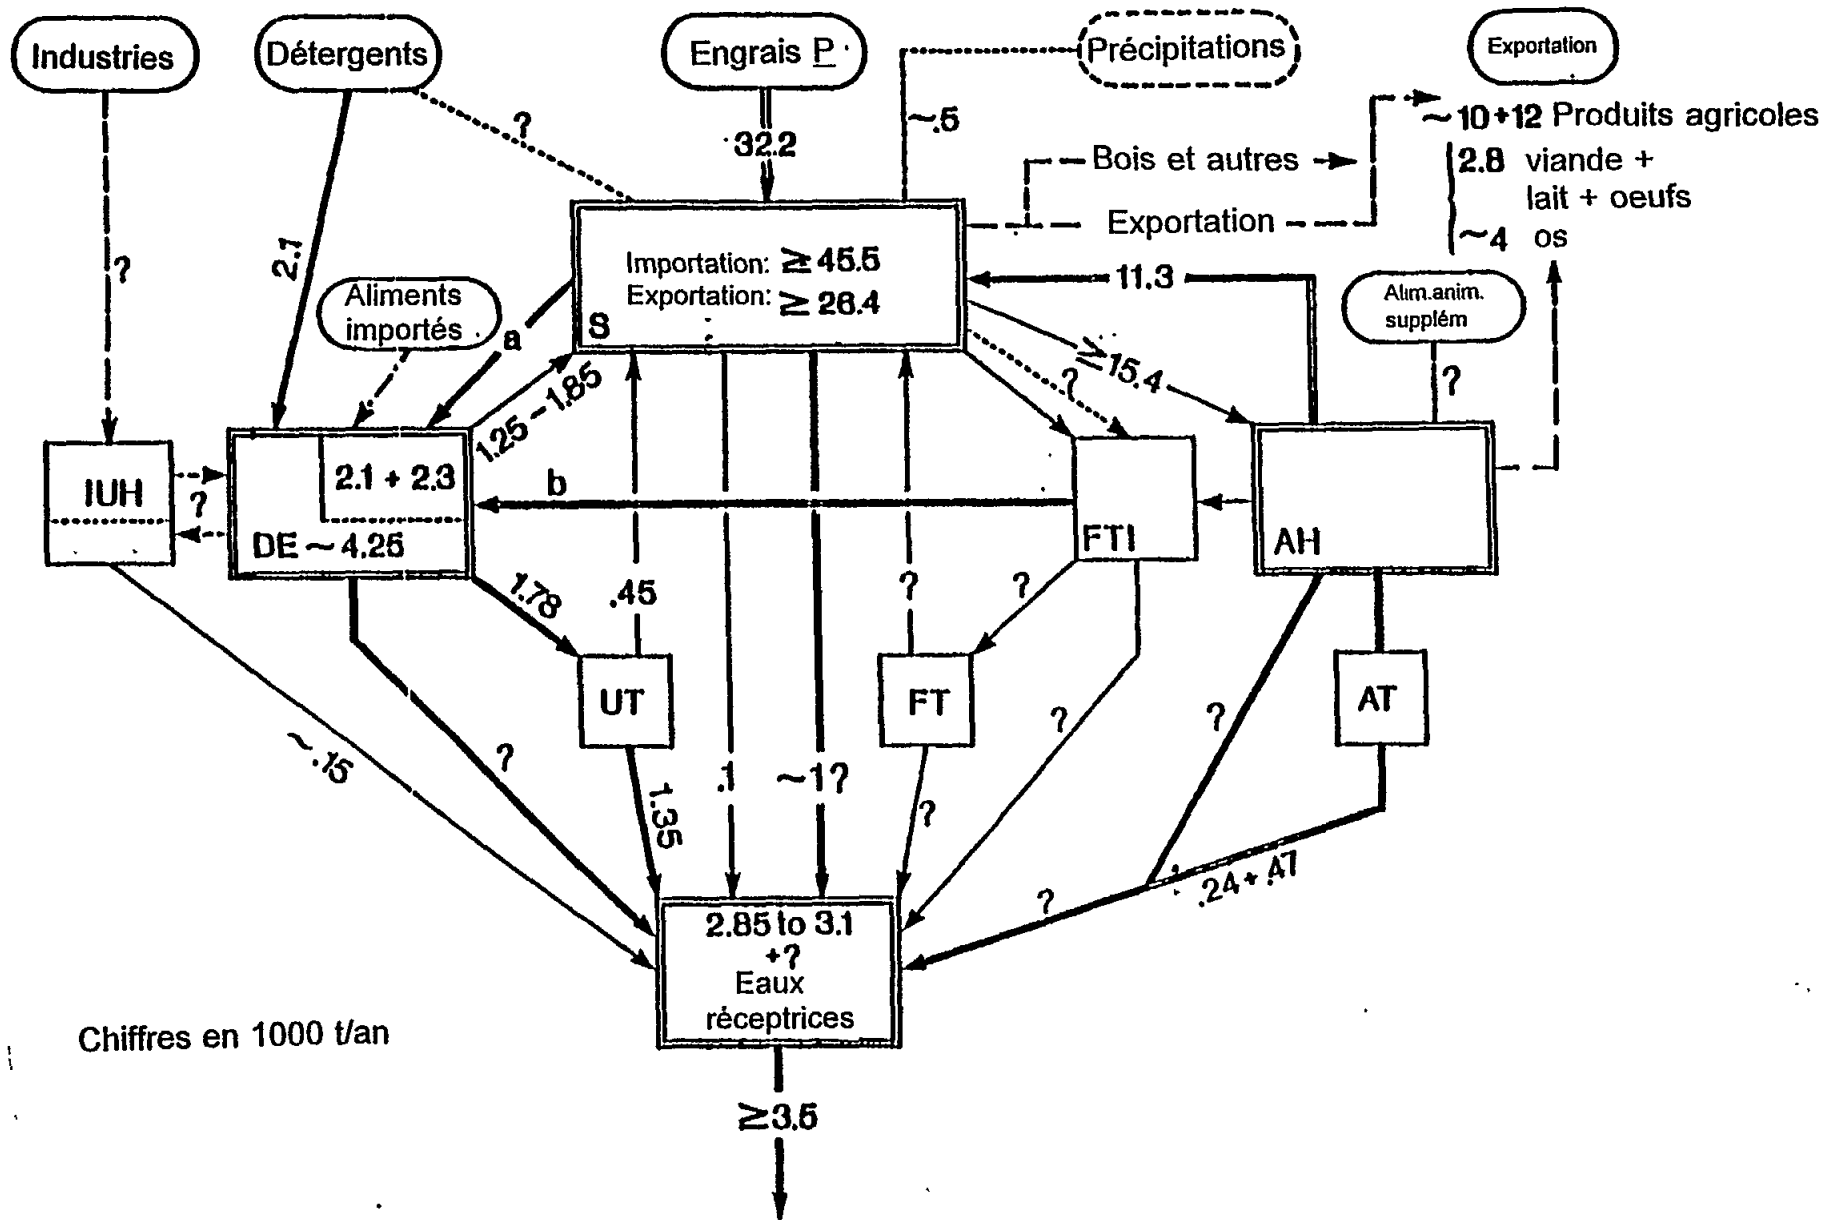 Industries
Détergents
Engrais P
Précipitations
Exportation
?
~.5
32.2
~10+12 Produits agricoles
Bois et autres
2.8 viande +
lait + oeufs
Exportation
~4 os
2.1
?
Importation: ≥45.5
Exportation: ≥26.4
S
11.3
Aliments
importés
Alim.anim.
supplém
a
≥15.4
?
?
1.25-1.85
IUH
?
2.1 + 2.3
DE ~4.25
b
FTI
AH
1.78
.45
?
?
UT
FT
AT
~.15
?
1.35
.1
~1?
?
?
?
.24+.47
?
2.85 to 3.1
+?
Eaux
réceptrices
Chiffres en 1000 t/an
≥3.5